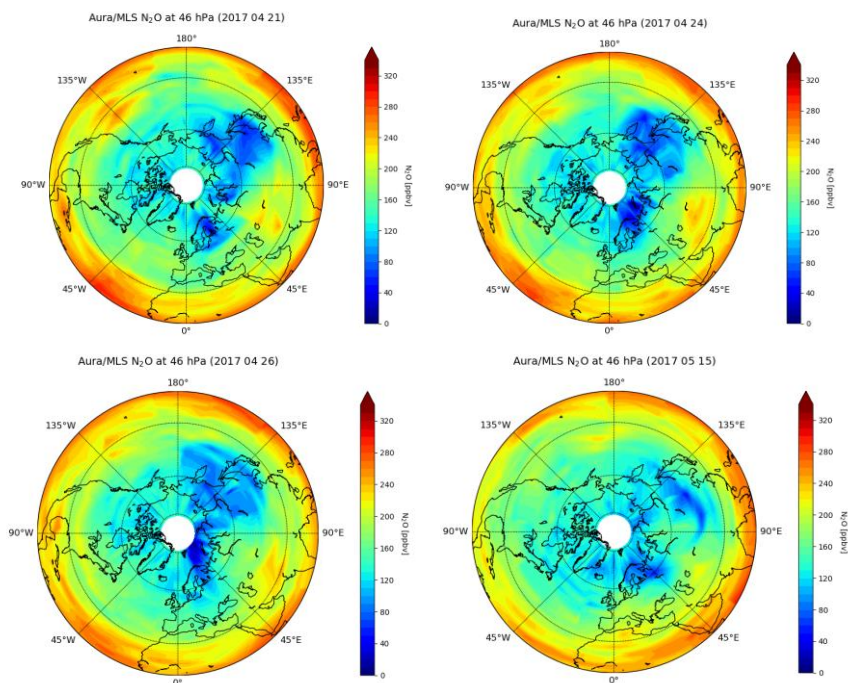 Aura/MLS N₂O at 46 hPa (2017 04 21)
180°
135°W
135°E
90°W
90°E
45°W
45°E
0°
320
280
240
200
160
120
80
40
0
N₂O [ppbv]
Aura/MLS N₂O at 46 hPa (2017 04 24)
180°
135°W
135°E
90°W
90°E
45°W
45°E
0°
320
280
240
200
160
120
80
40
0
N₂O [ppbv]
Aura/MLS N₂O at 46 hPa (2017 04 26)
180°
135°W
135°E
90°W
90°E
45°W
45°E
0°
320
280
240
200
160
120
80
40
0
N₂O [ppbv]
Aura/MLS N₂O at 46 hPa (2017 05 15)
180°
135°W
135°E
90°W
90°E
45°W
45°E
0°
320
280
240
200
160
120
80
40
0
N₂O [ppbv]